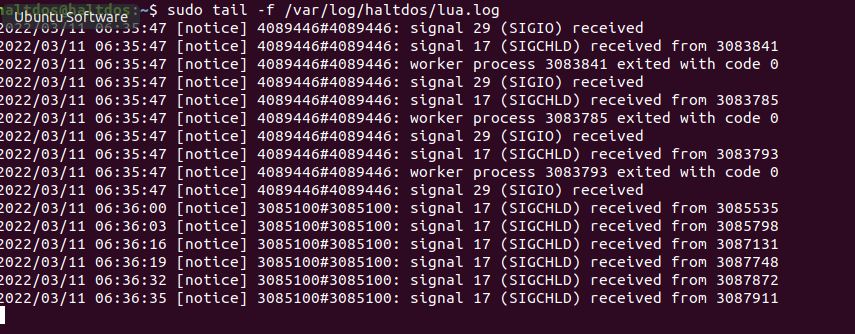 haltdos@haltdos:~$ sudo tail -f /var/log/haltdos/lua.log
Ubuntu Software
2022/03/11 06:35:47 [notice] 4089446#4089446: signal 29 (SIGIO) received
2022/03/11 06:35:47 [notice] 4089446#4089446: signal 17 (SIGCHLD) received from 3083841
2022/03/11 06:35:47 [notice] 4089446#4089446: worker process 3083841 exited with code 0
2022/03/11 06:35:47 [notice] 4089446#4089446: signal 29 (SIGIO) received
2022/03/11 06:35:47 [notice] 4089446#4089446: signal 17 (SIGCHLD) received from 3083785
2022/03/11 06:35:47 [notice] 4089446#4089446: worker process 3083785 exited with code 0
2022/03/11 06:35:47 [notice] 4089446#4089446: signal 29 (SIGIO) received
2022/03/11 06:35:47 [notice] 4089446#4089446: signal 17 (SIGCHLD) received from 3083793
2022/03/11 06:35:47 [notice] 4089446#4089446: worker process 3083793 exited with code 0
2022/03/11 06:35:47 [notice] 4089446#4089446: signal 29 (SIGIO) received
2022/03/11 06:36:00 [notice] 3085100#3085100: signal 17 (SIGCHLD) received from 3085535
2022/03/11 06:36:03 [notice] 3085100#3085100: signal 17 (SIGCHLD) received from 3085798
2022/03/11 06:36:16 [notice] 3085100#3085100: signal 17 (SIGCHLD) received from 3087131
2022/03/11 06:36:19 [notice] 3085100#3085100: signal 17 (SIGCHLD) received from 3087748
2022/03/11 06:36:32 [notice] 3085100#3085100: signal 17 (SIGCHLD) received from 3087872
2022/03/11 06:36:35 [notice] 3085100#3085100: signal 17 (SIGCHLD) received from 3087911